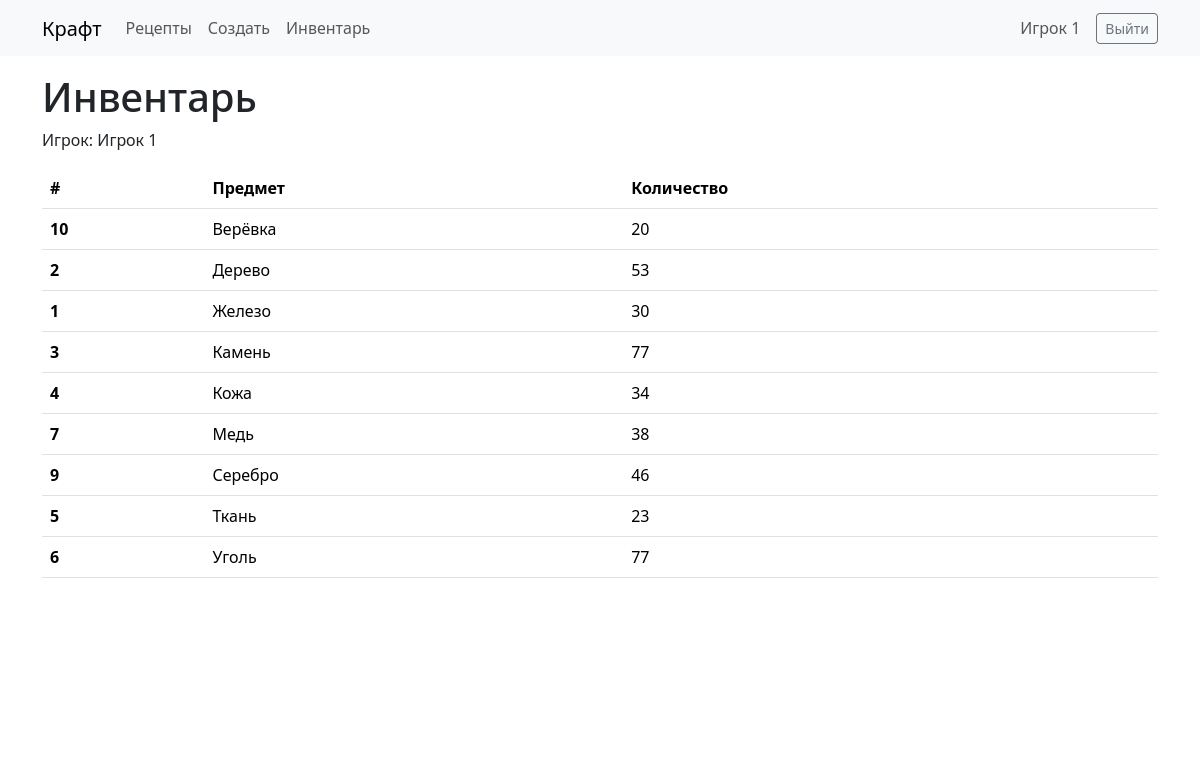 Крафт Рецепты Создать Инвентарь Игрок 1 Выйти
Инвентарь
Игрок: Игрок 1
# Предмет Количество
10 Верёвка 20
2 Дерево 53
1 Железо 30
3 Камень 77
4 Кожа 34
7 Медь 38
9 Серебро 46
5 Ткань 23
6 Уголь 77